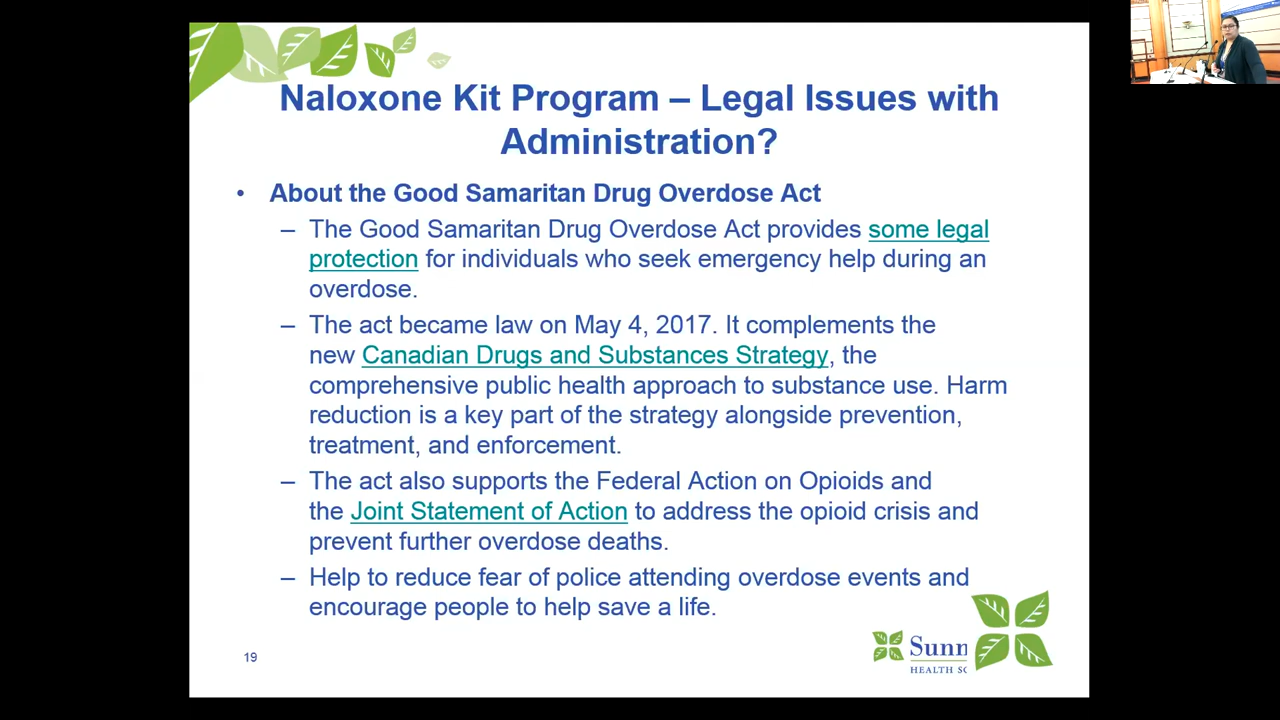 Naloxone Kit Program – Legal Issues with
Administration?
• About the Good Samaritan Drug Overdose Act
– The Good Samaritan Drug Overdose Act provides some legal
protection for individuals who seek emergency help during an
overdose.
– The act became law on May 4, 2017. It complements the
new Canadian Drugs and Substances Strategy, the
comprehensive public health approach to substance use. Harm
reduction is a key part of the strategy alongside prevention,
treatment, and enforcement.
– The act also supports the Federal Action on Opioids and
the Joint Statement of Action to address the opioid crisis and
prevent further overdose deaths.
– Help to reduce fear of police attending overdose events and
encourage people to help save a life.
19
Sunn
HEALTH SC